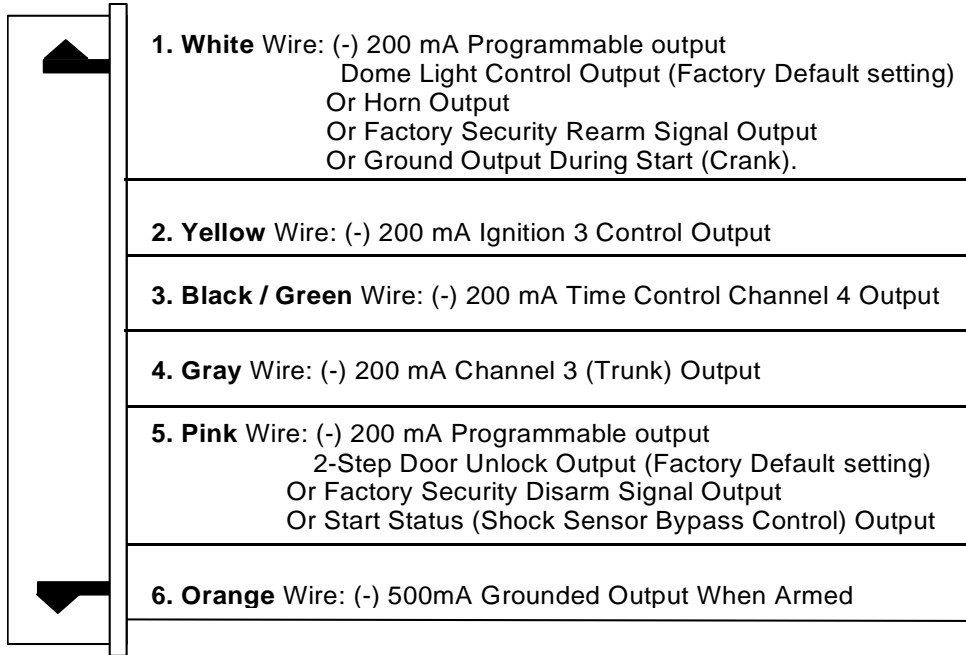 1. White Wire: (-) 200 mA Programmable output
Dome Light Control Output (Factory Default setting)
Or Horn Output
Or Factory Security Rearm Signal Output
Or Ground Output During Start (Crank).
2. Yellow Wire: (-) 200 mA Ignition 3 Control Output
3. Black / Green Wire: (-) 200 mA Time Control Channel 4 Output
4. Gray Wire: (-) 200 mA Channel 3 (Trunk) Output
5. Pink Wire: (-) 200 mA Programmable output
2-Step Door Unlock Output (Factory Default setting)
Or Factory Security Disarm Signal Output
Or Start Status (Shock Sensor Bypass Control) Output
6. Orange Wire: (-) 500mA Grounded Output When Armed